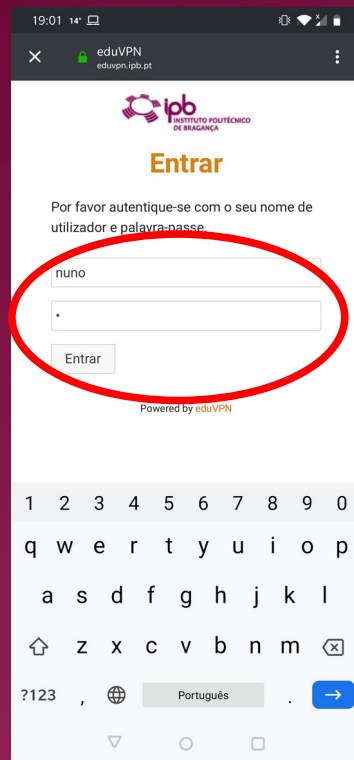 19:01 14°
eduVPN
eduvpn.ipb.pt
ipb
INSTITUTO POLITÉCNICO
DE BRAGANÇA
Entrar
Por favor autentique-se com o seu nome de
utilizador e palavra-passe.
nuno
•
Entrar
Powered by eduVPN
1 2 3 4 5 6 7 8 9 0
q w e r t y u i o p
a s d f g h j k l
z x c v b n m
?123 , Português .